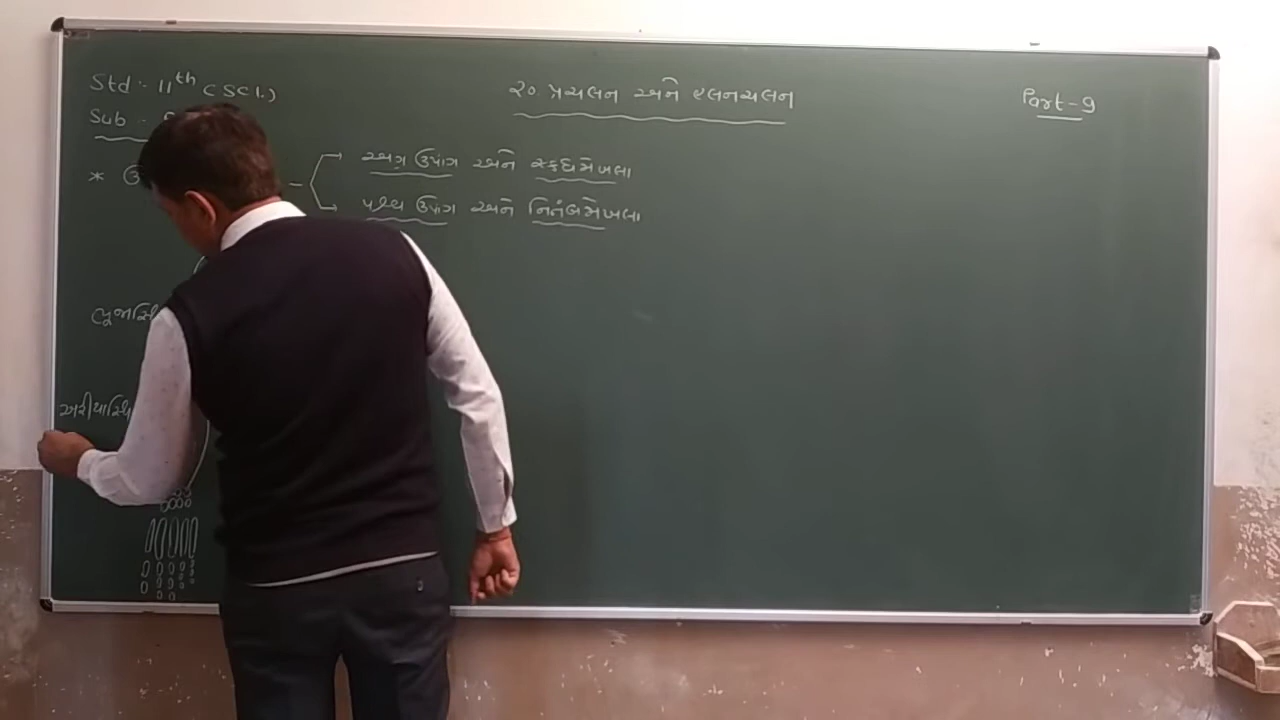 Std :- 11th (SCI.)
૨૦. પ્રચલન અને હલનચલન
Part-9
Sub :-
* - અગ્ર ઉપાંગ અને સ્કંધમેખલા
પશ્ચ ઉપાંગ અને નિતંબમેખલા
ભુજાસ્થિ
અરીયાસ્થિ